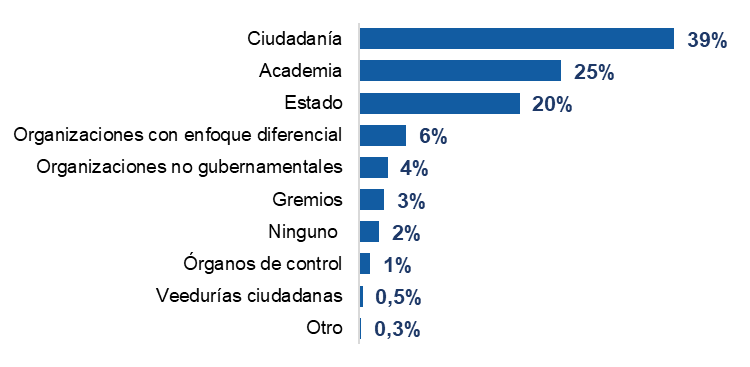 Ciudadanía 39%
Academia 25%
Estado 20%
Organizaciones con enfoque diferencial 6%
Organizaciones no gubernamentales 4%
Gremios 3%
Ninguno 2%
Órganos de control 1%
Veedurías ciudadanas 0,5%
Otro 0,3%